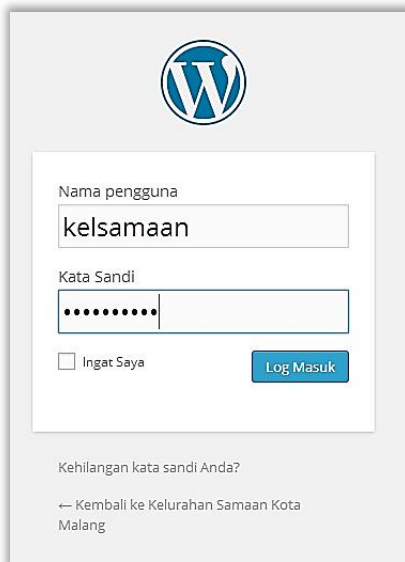 Nama pengguna
kelsamaan
Kata Sandi
••••••••••
Ingat Saya
Log Masuk
Kehilangan kata sandi Anda?
← Kembali ke Kelurahan Samaan Kota
Malang